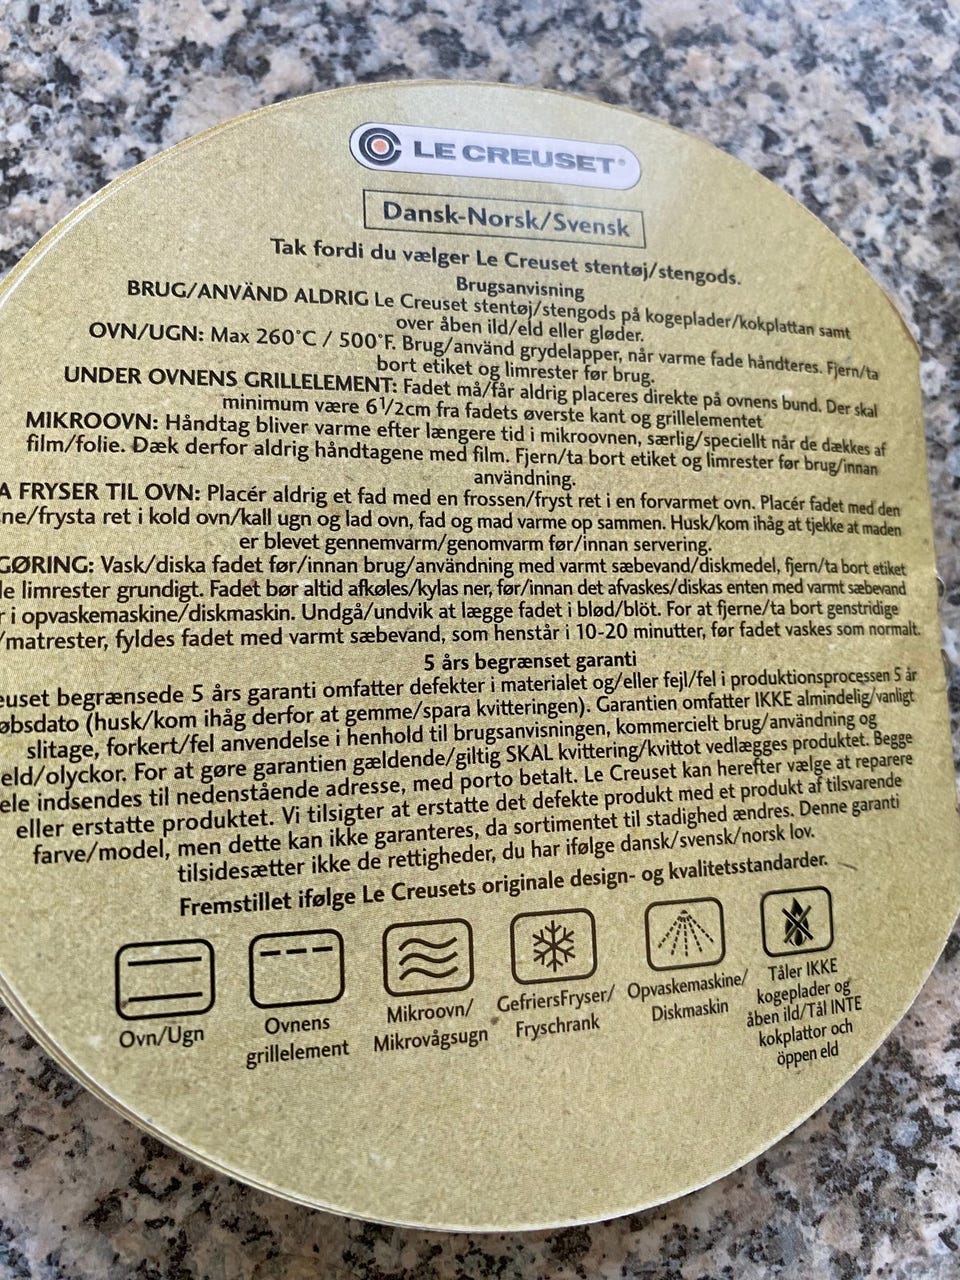 LE CREUSET®
Dansk-Norsk/Svensk
Tak fordi du vælger Le Creuset stentøj/stengods.
Brugsanvisning
BRUG/ANVÄND ALDRIG Le Creuset stentøj/stengods på kogeplader/kokplattan samt
over åben ild/eld eller gløder.
OVN/UGN: Max 260°C / 500°F. Brug/använd grydelapper, når varme fade håndteres. Fjern/ta
bort etiket og limrester før brug.
UNDER OVNENS GRILLELEMENT: Fadet må/får aldrig placeres direkte på ovnens bund. Der skal
minimum være 6 1/2cm fra fadets øverste kant og grillelementet
MIKROOVN: Håndtag bliver varme efter længere tid i mikroovnen, særlig/speciellt når de dækkes af
film/folie. Dæk derfor aldrig håndtagene med film. Fjern/ta bort etiket og limrester før brug/innan
användning.
A FRYSER TIL OVN: Placér aldrig et fad med en frossen/fryst ret i en forvarmet ovn. Placér fadet med den
ne/frysta ret i kold ovn/kall ugn og lad ovn, fad og mad varme op sammen. Husk/kom ihåg at tjekke at maden
er blevet gennemvarm/genomvarm før/innan servering.
GØRING: Vask/diska fadet før/innan brug/användning med varmt sæbevand/diskmedel, fjern/ta bort etiket
le limrester grundigt. Fadet bør altid afkøles/kylas ner, før/innan det afvaskes/diskas enten med varmt sæbevand
r i opvaskemaskine/diskmaskin. Undgå/undvik at lægge fadet i blød/blöt. For at fjerne/ta bort genstridige
/matrester, fyldes fadet med varmt sæbevand, som henstår i 10-20 minutter, før fadet vaskes som normalt.
5 års begrænset garanti
euset begrænsede 5 års garanti omfatter defekter i materialet og/eller fejl/fel i produktionsprocessen 5 år
øbsdato (husk/kom ihåg derfor at gemme/spara kvitteringen). Garantien omfatter IKKE almindelig/vanligt
slitage, forkert/fel anvendelse i henhold til brugsanvisningen, kommercielt brug/användning og
eld/olyckor. For at gøre garantien gældende/giltig SKAL kvittering/kvittot vedlægges produktet. Begge
ele indsendes til nedenstående adresse, med porto betalt. Le Creuset kan herefter vælge at reparere
eller erstatte produktet. Vi tilsigter at erstatte det defekte produkt med et produkt af tilsvarende
farve/model, men dette kan ikke garanteres, da sortimentet til stadighed ændres. Denne garanti
tilsidesætter ikke de rettigheder, du har ifølge dansk/svensk/norsk lov.
Fremstillet ifølge Le Creusets originale design- og kvalitetsstandarder.
Ovn/Ugn
Ovnens
grillelement
Mikroovn/
Mikrovågsugn
GefriersFryser/
Fryschrank
Opvaskemaskine/
Diskmaskin
Tåler IKKE
kogeplader og
åben ild/Tål INTE
kokplattor och
öppen eld